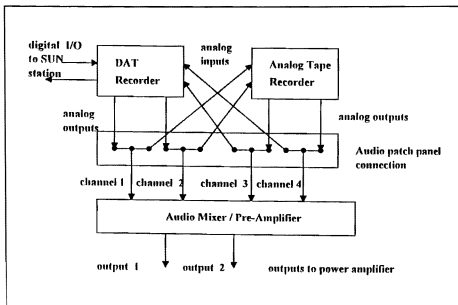 digital I/O
to SUN
station
DAT
Recorder
analog
inputs
Analog Tape
Recorder
analog
outputs
analog outputs
Audio patch panel
connection
channel 1 channel 2 channel 3 channel 4
Audio Mixer / Pre-Amplifier
output 1 output 2 outputs to power amplifier